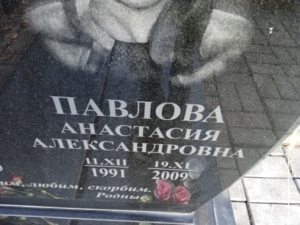 ПАВЛОВА
АНАСТАСИЯ
АЛЕКСАНДРОВНА
11.XII 19.XI
1991 2009
любим, скорбим.
Родные